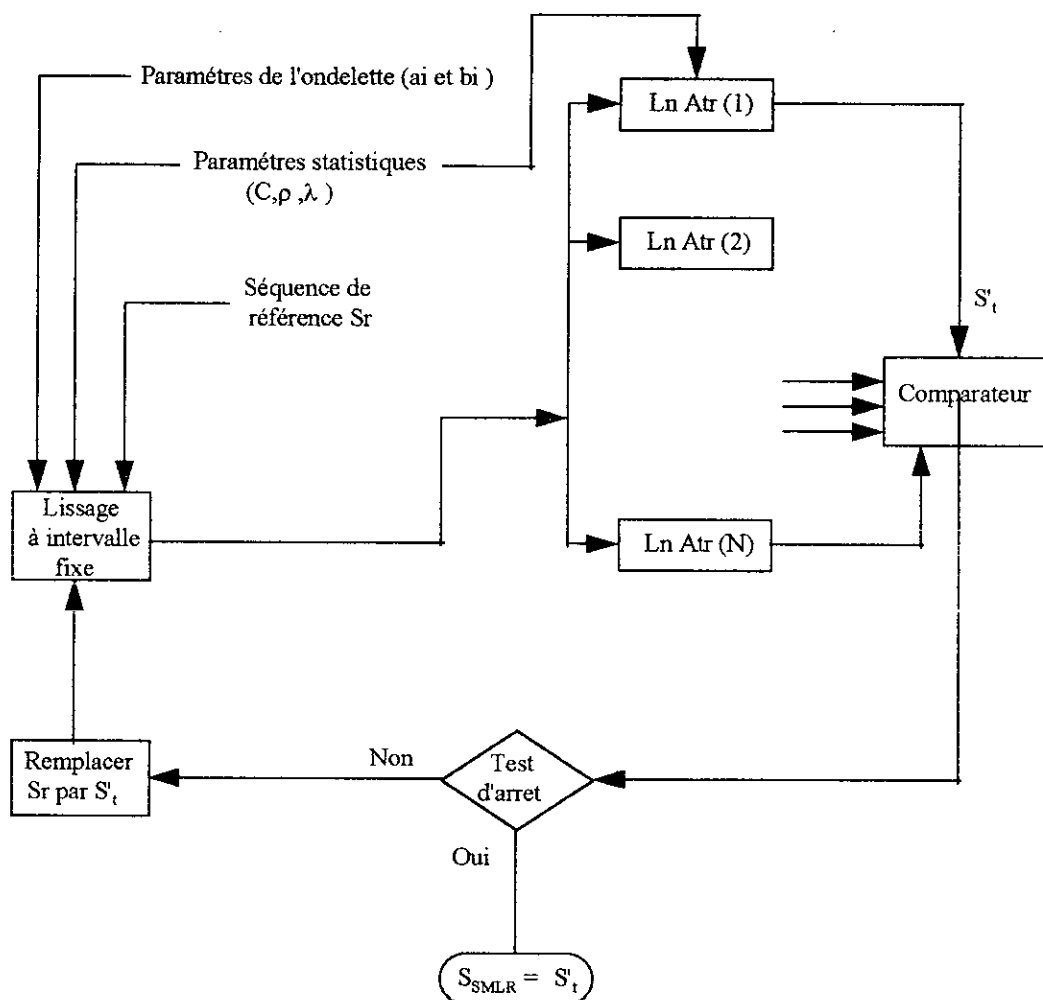 Paramétres de l'ondelette (ai et bi )
Ln Atr (1)
Paramétres statistiques
(C,ρ ,λ )
Ln Atr (2)
Séquence de
référence Sr
S't
Comparateur
Lissage
à intervalle
fixe
Ln Atr (N)
Remplacer
Sr par S't
Non
Test
d'arret
Oui
SSMLR = S't